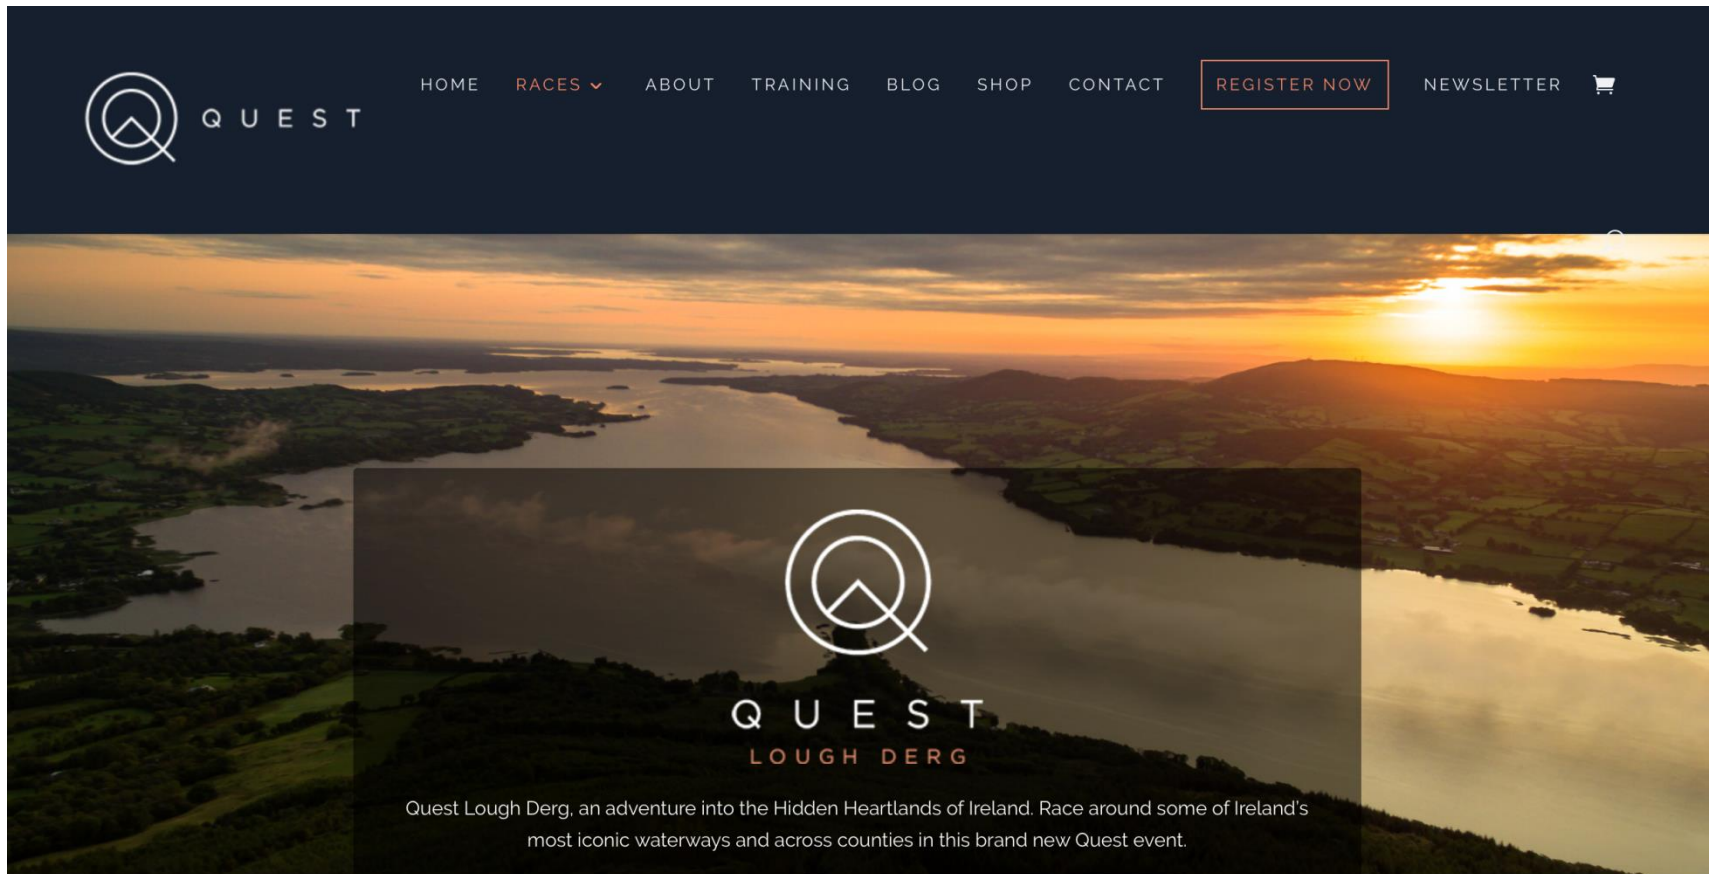 QUEST
HOME RACES ABOUT TRAINING BLOG SHOP CONTACT REGISTER NOW NEWSLETTER
QUEST
LOUGH DERG
Quest Lough Derg, an adventure into the Hidden Heartlands of Ireland. Race around some of Ireland's
most iconic waterways and across counties in this brand new Quest event.